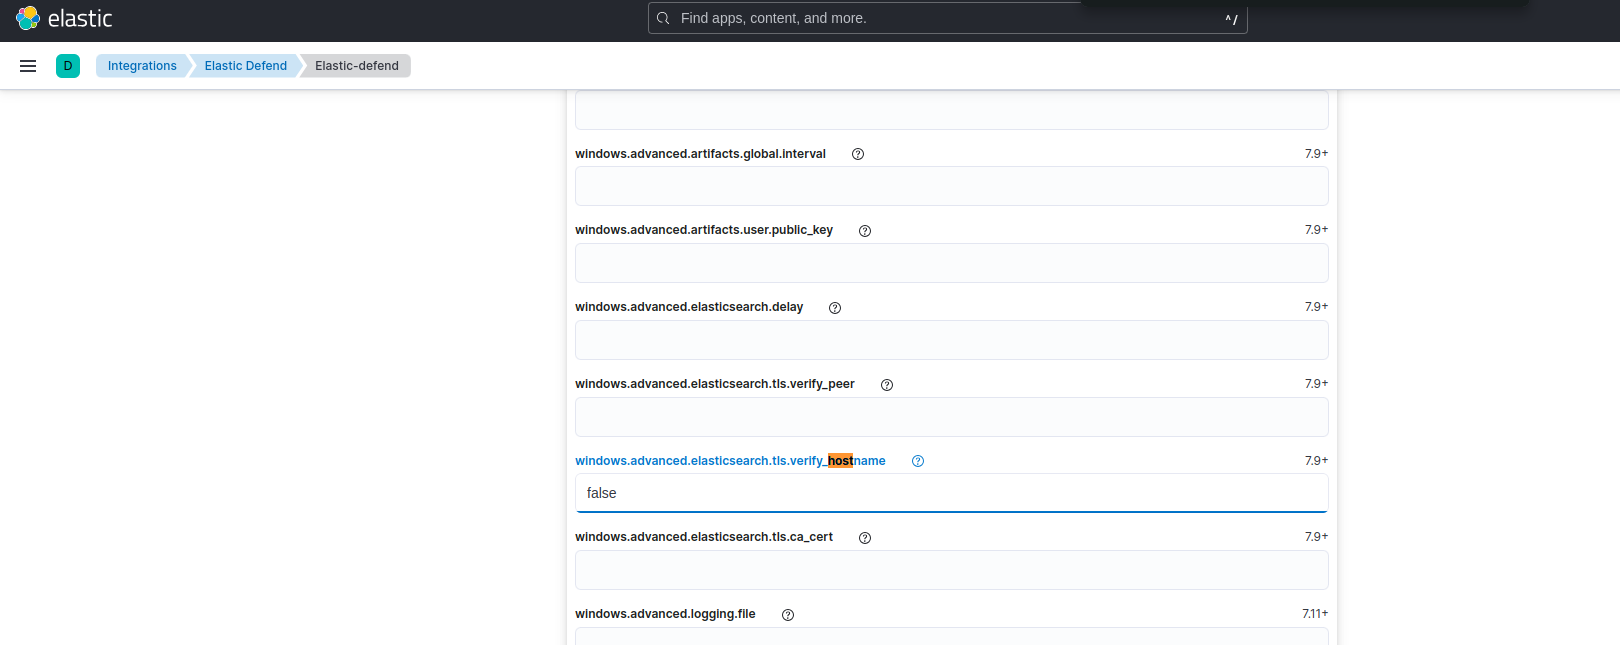 elastic
Find apps, content, and more.
^/
D
Integrations
Elastic Defend
Elastic-defend
windows.advanced.artifacts.global.interval
7.9+
windows.advanced.artifacts.user.public_key
7.9+
windows.advanced.elasticsearch.delay
7.9+
windows.advanced.elasticsearch.tls.verify_peer
7.9+
windows.advanced.elasticsearch.tls.verify_hostname
7.9+
false
windows.advanced.elasticsearch.tls.ca_cert
7.9+
windows.advanced.logging.file
7.11+